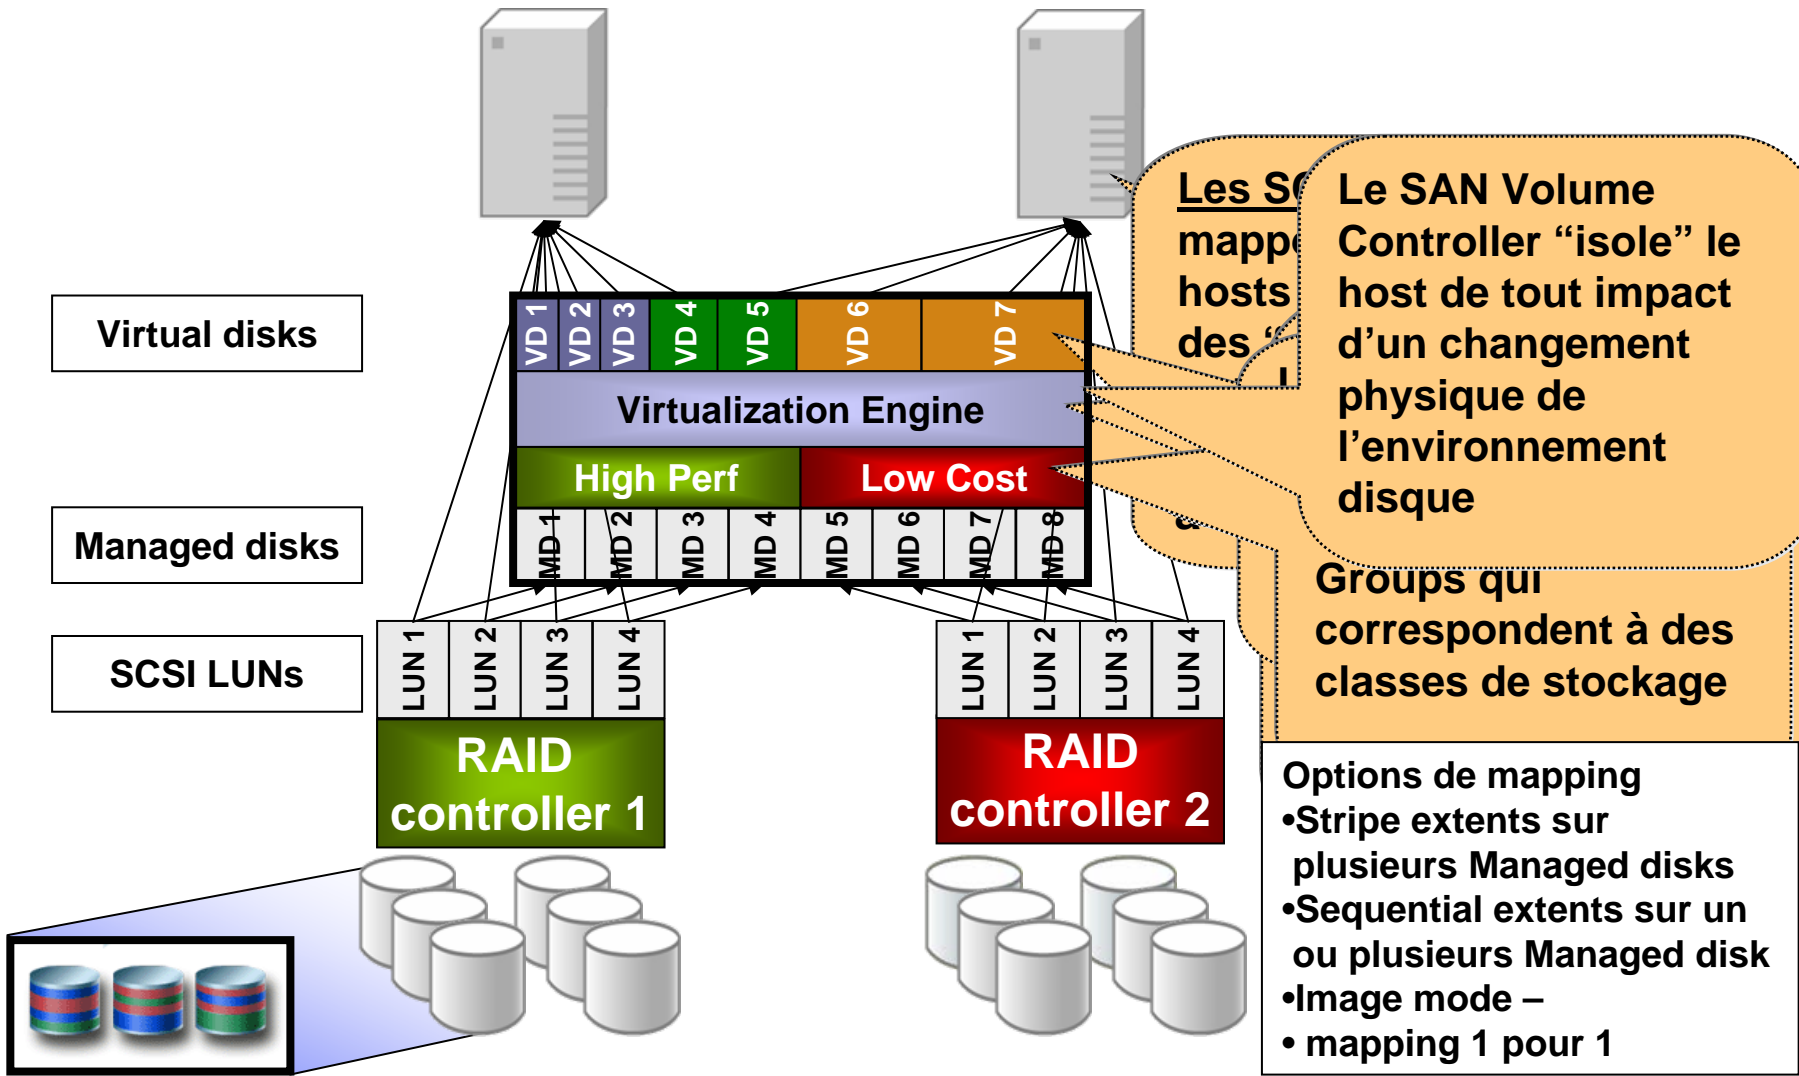 Virtual disks
Managed disks
SCSI LUNs
VD 1
VD 2
VD 3
VD 4
VD 5
VD 6
VD 7
Virtualization Engine
High Perf
Low Cost
MD 1
MD 2
MD 3
MD 4
MD 5
MD 6
MD 7
MD 8
LUN 1
LUN 2
LUN 3
LUN 4
RAID
controller 1
LUN 1
LUN 2
LUN 3
LUN 4
RAID
controller 2
Les
hosts
des
Le SAN Volume
Controller “isole” le
host de tout impact
d’un changement
physique de
l’environnement
disque
Groups qui
correspondent à des
classes de stockage
Options de mapping
•Stripe extents sur
plusieurs Managed disks
•Sequential extents sur un
ou plusieurs Managed disk
•Image mode –
• mapping 1 pour 1